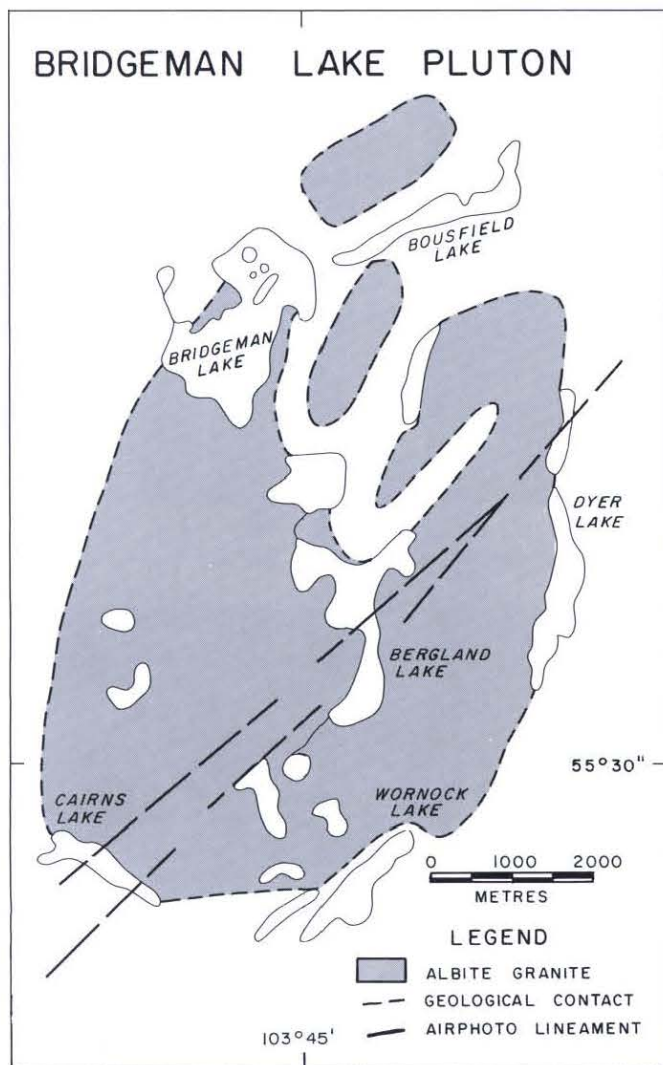 BRIDGEMAN LAKE PLUTON
BOUSFIELD
LAKE
BRIDGEMAN
LAKE
DYER
LAKE
BERGLAND
LAKE
55°30"
CAIRNS
LAKE
WORNOCK
LAKE
0 1000 2000
METRES
LEGEND
ALBITE GRANITE
GEOLOGICAL CONTACT
AIRPHOTO LINEAMENT
103°45'